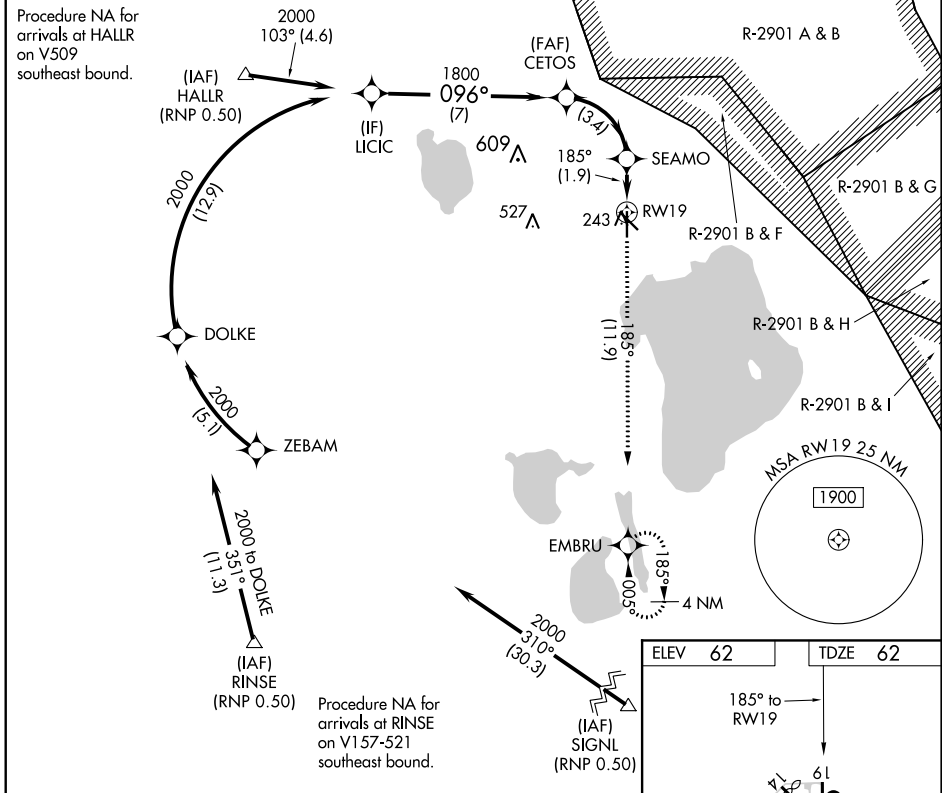 Procedure NA for
arrivals at HALLR
on V509
southeast bound.
2000
103° (4.6)
(IAF)
HALLR
(RNP 0.50)
(IF)
LICIC
1800
096°
(7)
(FAF)
CETOS
(3.4)
R-2901 A & B
609
185°
(1.9)
SEAMO
527
243
RW19
R-2901 B & G
R-2901 B & F
2000
(12.9)
DOLKE
185°
(11.9)
R-2901 B & H
R-2901 B & I
2000
(5.1)
ZEBAM
MSA RW19 25 NM
1900
2000 to DOLKE
351°
(11.3)
EMBRU
185°
005°
4 NM
(IAF)
RINSE
(RNP 0.50)
2000
310°
(30.3)
Procedure NA for
arrivals at RINSE
on V157-521
southeast bound.
(IAF)
SIGNL
(RNP 0.50)
ELEV 62
TDZE 62
185° to
RW19
19
14